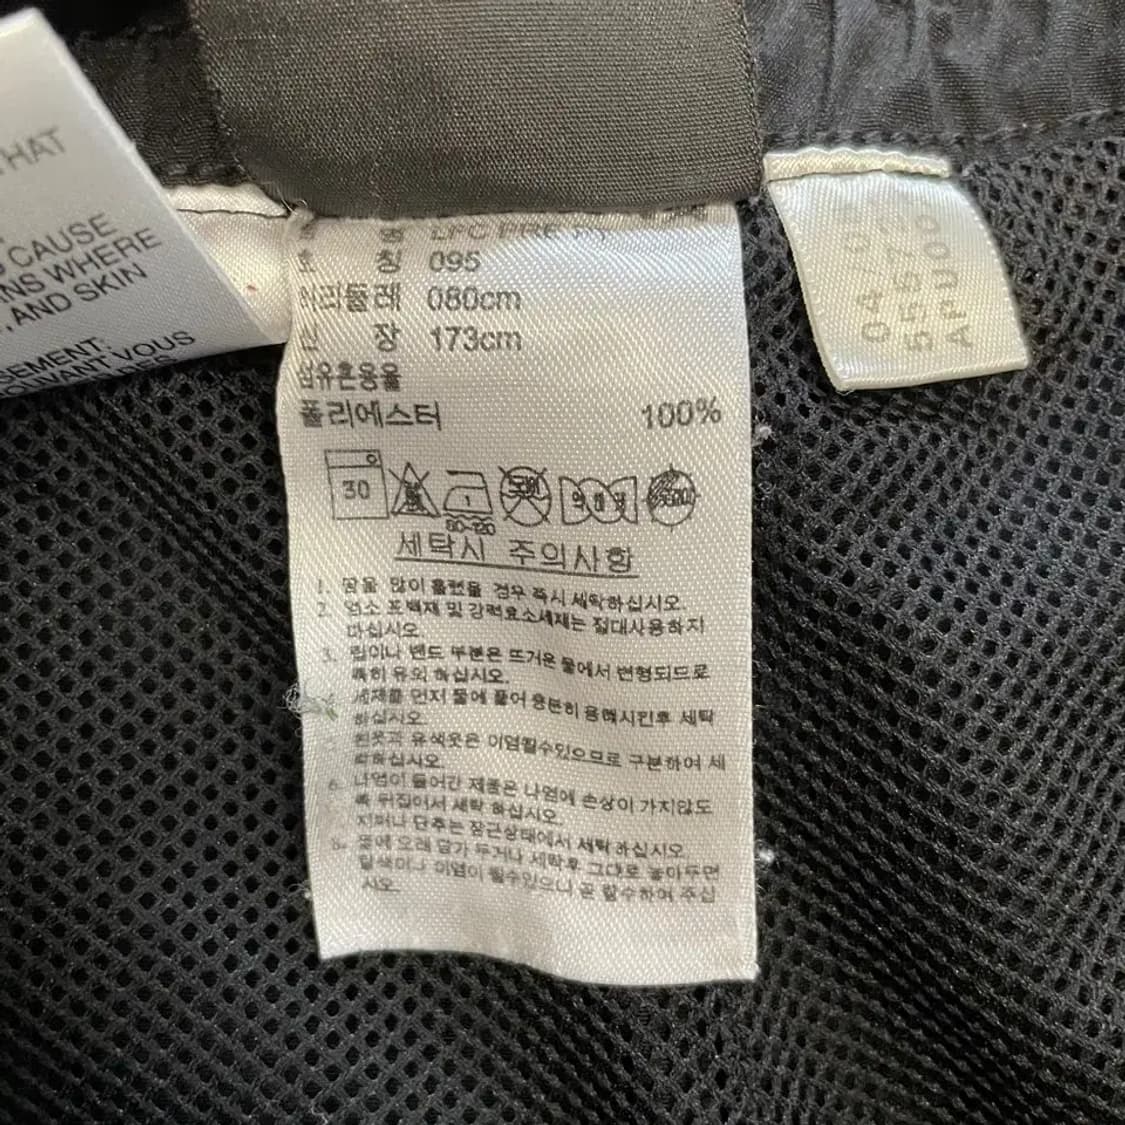 THAT
CAUSE
NS WHERE
, AND SKIN
SEMENT:
VOUS
DES
LFC PRE
호 칭 095
허리둘레 080cm
신 장 173cm
섬유혼용율
폴리에스터 100%
30
1
80-120
세탁시 주의사항
1. 땀을 많이 흘렸을 경우 즉시 세탁하십시오.
2. 염소 표백제 및 강력효소세제는 절대사용하지
마십시오.
3. 립이나 밴드 부분은 뜨거운 물에서 변형되므로
특히 유의 하십시오.
세제를 먼저 물에 풀어 충분히 용해시킨후 세탁
하십시오.
흰옷과 유색옷은 이염될수있으므로 구분하여 세
탁하십시오.
6. 나염이 들어간 제품은 나염에 손상이 가지않도
록 뒤집어서 세탁 하십시오.
지퍼나 단추는 잠근상태에서 세탁하십시오.
8. 물에 오래 담가 두거나 세탁후 그대로 놓아두면
탈색이나 이염이 될수있으니 곧 탈수하여 주십
시오.
04/0
5557
APU00